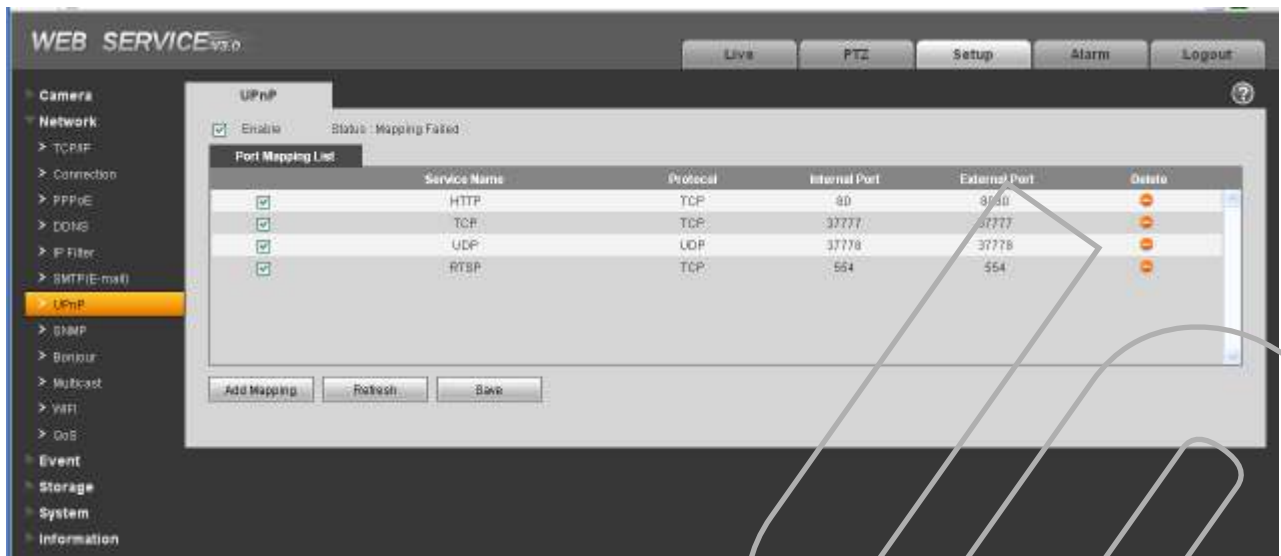 WEB SERVICE V3.0
Live PTZ Setup Alarm Logout
Camera
Network
> TCP/IP
> Connection
> PPPoE
> DDNS
> IP Filter
> SMTP(E-mail)
> UPnP
> SNMP
> Bonjour
> Multicast
> WIFI
> QoS
Event
Storage
System
Information
UPnP
Enable Status : Mapping Failed
Port Mapping List
Service Name Protocol Internal Port External Port Delete
HTTP TCP 80 8080
TCP TCP 37777 37777
UDP UDP 37778 37778
RTSP TCP 554 554
Add Mapping Refresh Save